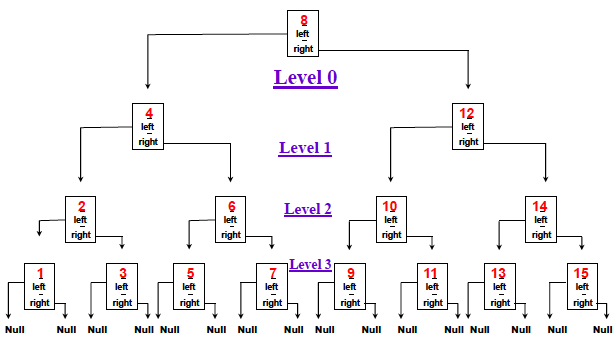 8
left
right
Level 0
4
left
right
12
left
right
Level 1
2
left
right
6
left
right
Level 2
10
left
right
14
left
right
1
left
right
3
left
right
5
left
right
7
left
right
Level 3
9
left
right
11
left
right
13
left
right
15
left
right
Null Null Null Null Null Null Null Null Null Null Null Null Null Null Null Null